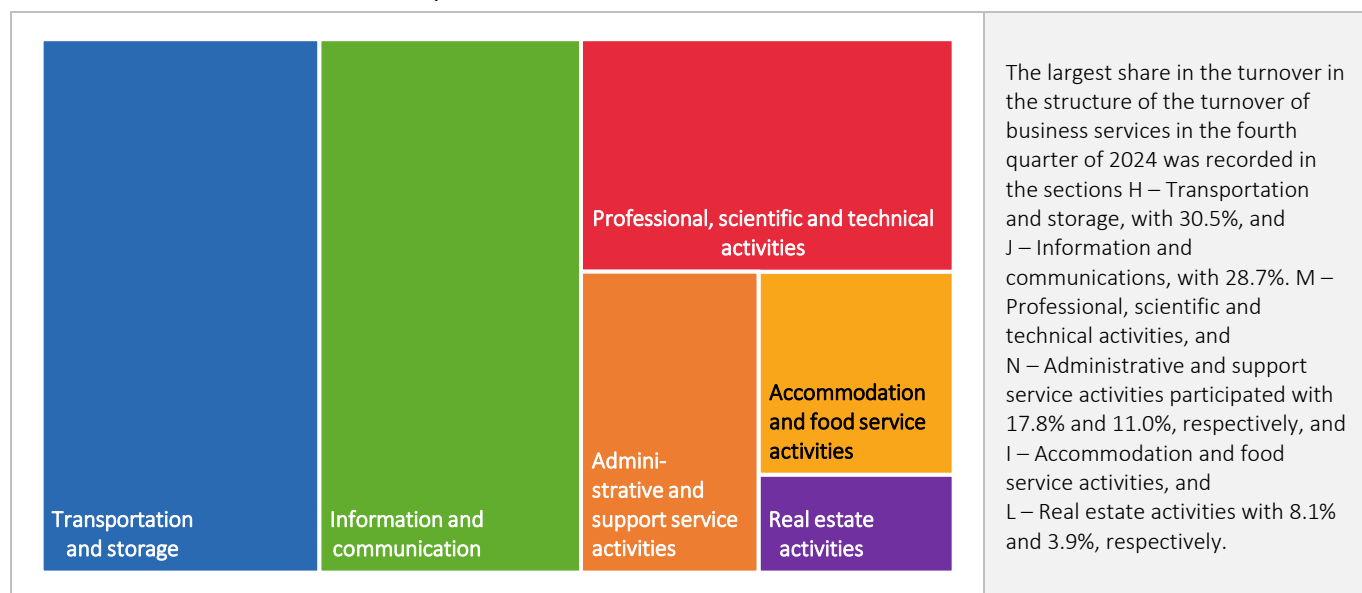 Transportation
and storage
Information and
communication
Professional, scientific and technical
activities
Admini-
strative and
support service
activities
Accommodation
and food service
activities
Real estate
activities
The largest share in the turnover in
the structure of the turnover of
business services in the fourth
quarter of 2024 was recorded in
the sections H – Transportation
and storage, with 30.5%, and
J – Information and
communications, with 28.7%. M –
Professional, scientific and
technical activities, and
N – Administrative and support
service activities participated with
17.8% and 11.0%, respectively, and
I – Accommodation and food
service activities, and
L – Real estate activities with 8.1%
and 3.9%, respectively.